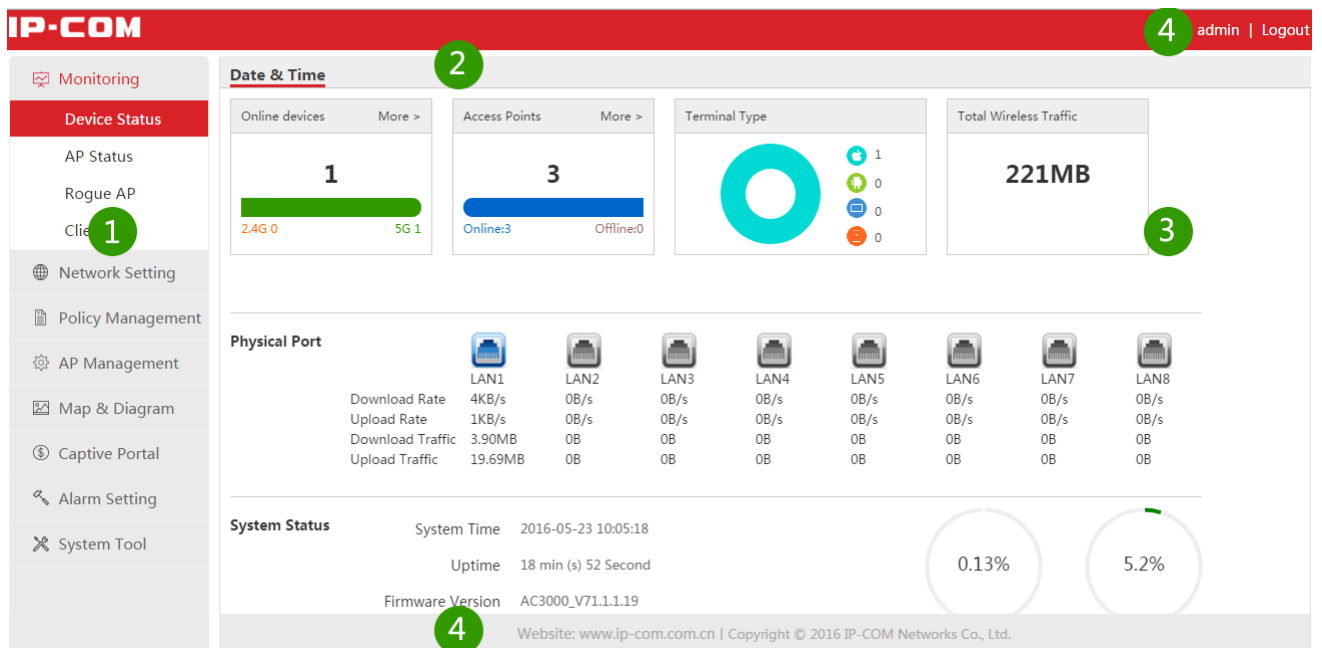 IP-COM
4 admin | Logout
Monitoring
Device Status
AP Status
Rogue AP
Clie
1
Network Setting
Policy Management
AP Management
Map & Diagram
Captive Portal
Alarm Setting
System Tool
2
Date & Time
Online devices More >
1
2.4G 0 5G 1
Access Points More >
3
Online:3 Offline:0
Terminal Type
1
0
0
0
Total Wireless Traffic
221MB
3
Physical Port
LAN1 LAN2 LAN3 LAN4 LAN5 LAN6 LAN7 LAN8
Download Rate 4KB/s 0B/s 0B/s 0B/s 0B/s 0B/s 0B/s 0B/s
Upload Rate 1KB/s 0B/s 0B/s 0B/s 0B/s 0B/s 0B/s 0B/s
Download Traffic 3.90MB 0B 0B 0B 0B 0B 0B 0B
Upload Traffic 19.69MB 0B 0B 0B 0B 0B 0B 0B
System Status
System Time 2016-05-23 10:05:18
Uptime 18 min (s) 52 Second
Firmware Version AC3000_V71.1.1.19
0.13% 5.2%
4
Website: www.ip-com.com.cn | Copyright © 2016 IP-COM Networks Co., Ltd.